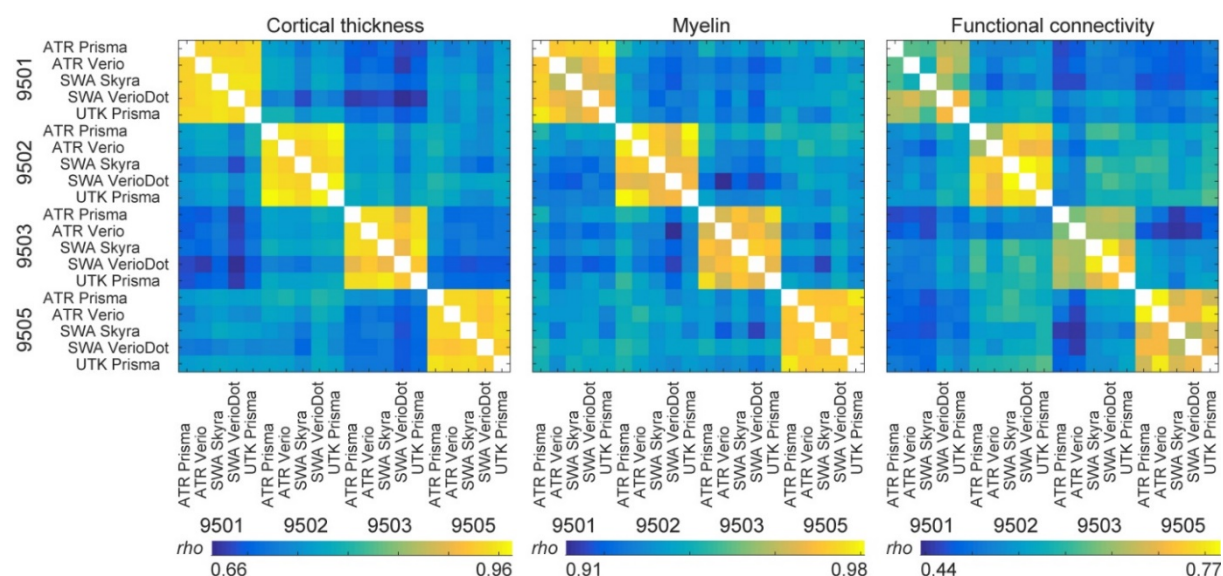 Cortical thickness
Myelin
Functional connectivity
9501
ATR Prisma
ATR Verio
SWA Skyra
SWA VerioDot
UTK Prisma
9502
ATR Prisma
ATR Verio
SWA Skyra
SWA VerioDot
UTK Prisma
9503
ATR Prisma
ATR Verio
SWA Skyra
SWA VerioDot
UTK Prisma
9505
ATR Prisma
ATR Verio
SWA Skyra
SWA VerioDot
UTK Prisma
ATR Prisma
ATR Verio
SWA Skyra
SWA VerioDot
UTK Prisma
ATR Prisma
ATR Verio
SWA Skyra
SWA VerioDot
UTK Prisma
ATR Prisma
ATR Verio
SWA Skyra
SWA VerioDot
UTK Prisma
ATR Prisma
ATR Verio
SWA Skyra
SWA VerioDot
UTK Prisma
9501 9502 9503 9505
rho
0.66 0.96
ATR Prisma
ATR Verio
SWA Skyra
SWA VerioDot
UTK Prisma
ATR Prisma
ATR Verio
SWA Skyra
SWA VerioDot
UTK Prisma
ATR Prisma
ATR Verio
SWA Skyra
SWA VerioDot
UTK Prisma
ATR Prisma
ATR Verio
SWA Skyra
SWA VerioDot
UTK Prisma
9501 9502 9503 9505
rho
0.91 0.98
ATR Prisma
ATR Verio
SWA Skyra
SWA VerioDot
UTK Prisma
ATR Prisma
ATR Verio
SWA Skyra
SWA VerioDot
UTK Prisma
ATR Prisma
ATR Verio
SWA Skyra
SWA VerioDot
UTK Prisma
ATR Prisma
ATR Verio
SWA Skyra
SWA VerioDot
UTK Prisma
9501 9502 9503 9505
rho
0.44 0.77